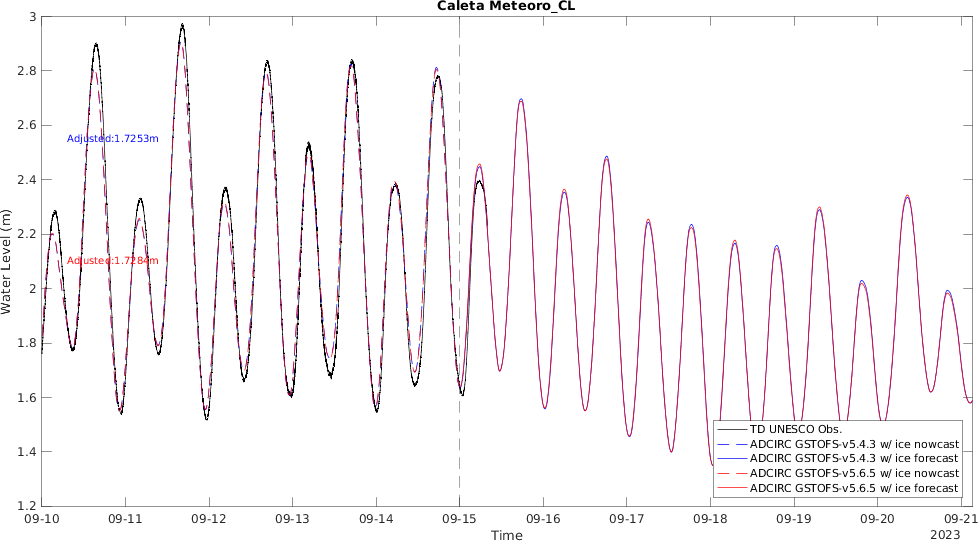 Caleta Meteoro_CL
3
2.8
2.6
2.4
2.2
2
1.8
1.6
1.4
1.2
Water Level (m)
Adjusted:1.7253m
Adjusted:1.7284m
TD UNESCO Obs.
ADCIRC GSTOFS-v5.4.3 w/ ice nowcast
ADCIRC GSTOFS-v5.4.3 w/ ice forecast
ADCIRC GSTOFS-v5.6.5 w/ ice nowcast
ADCIRC GSTOFS-v5.6.5 w/ ice forecast
09-10 09-11 09-12 09-13 09-14 09-15 09-16 09-17 09-18 09-19 09-20 09-21
Time 2023